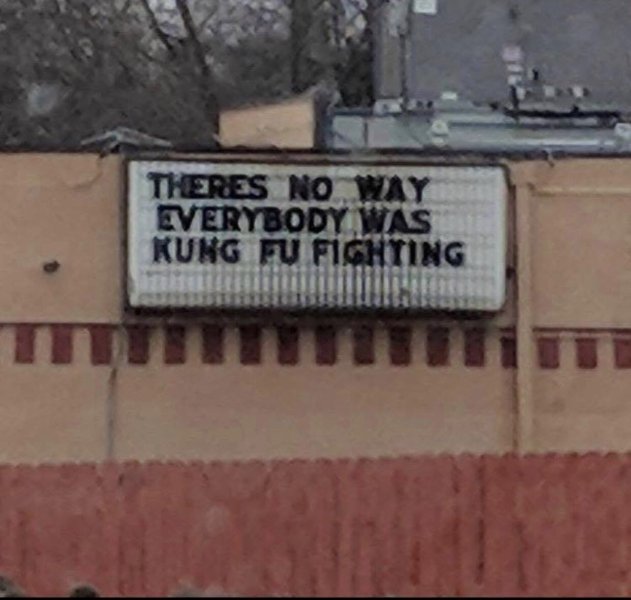 THERES NO WAY
EVERYBODY WAS
KUNG FU FIGHTING